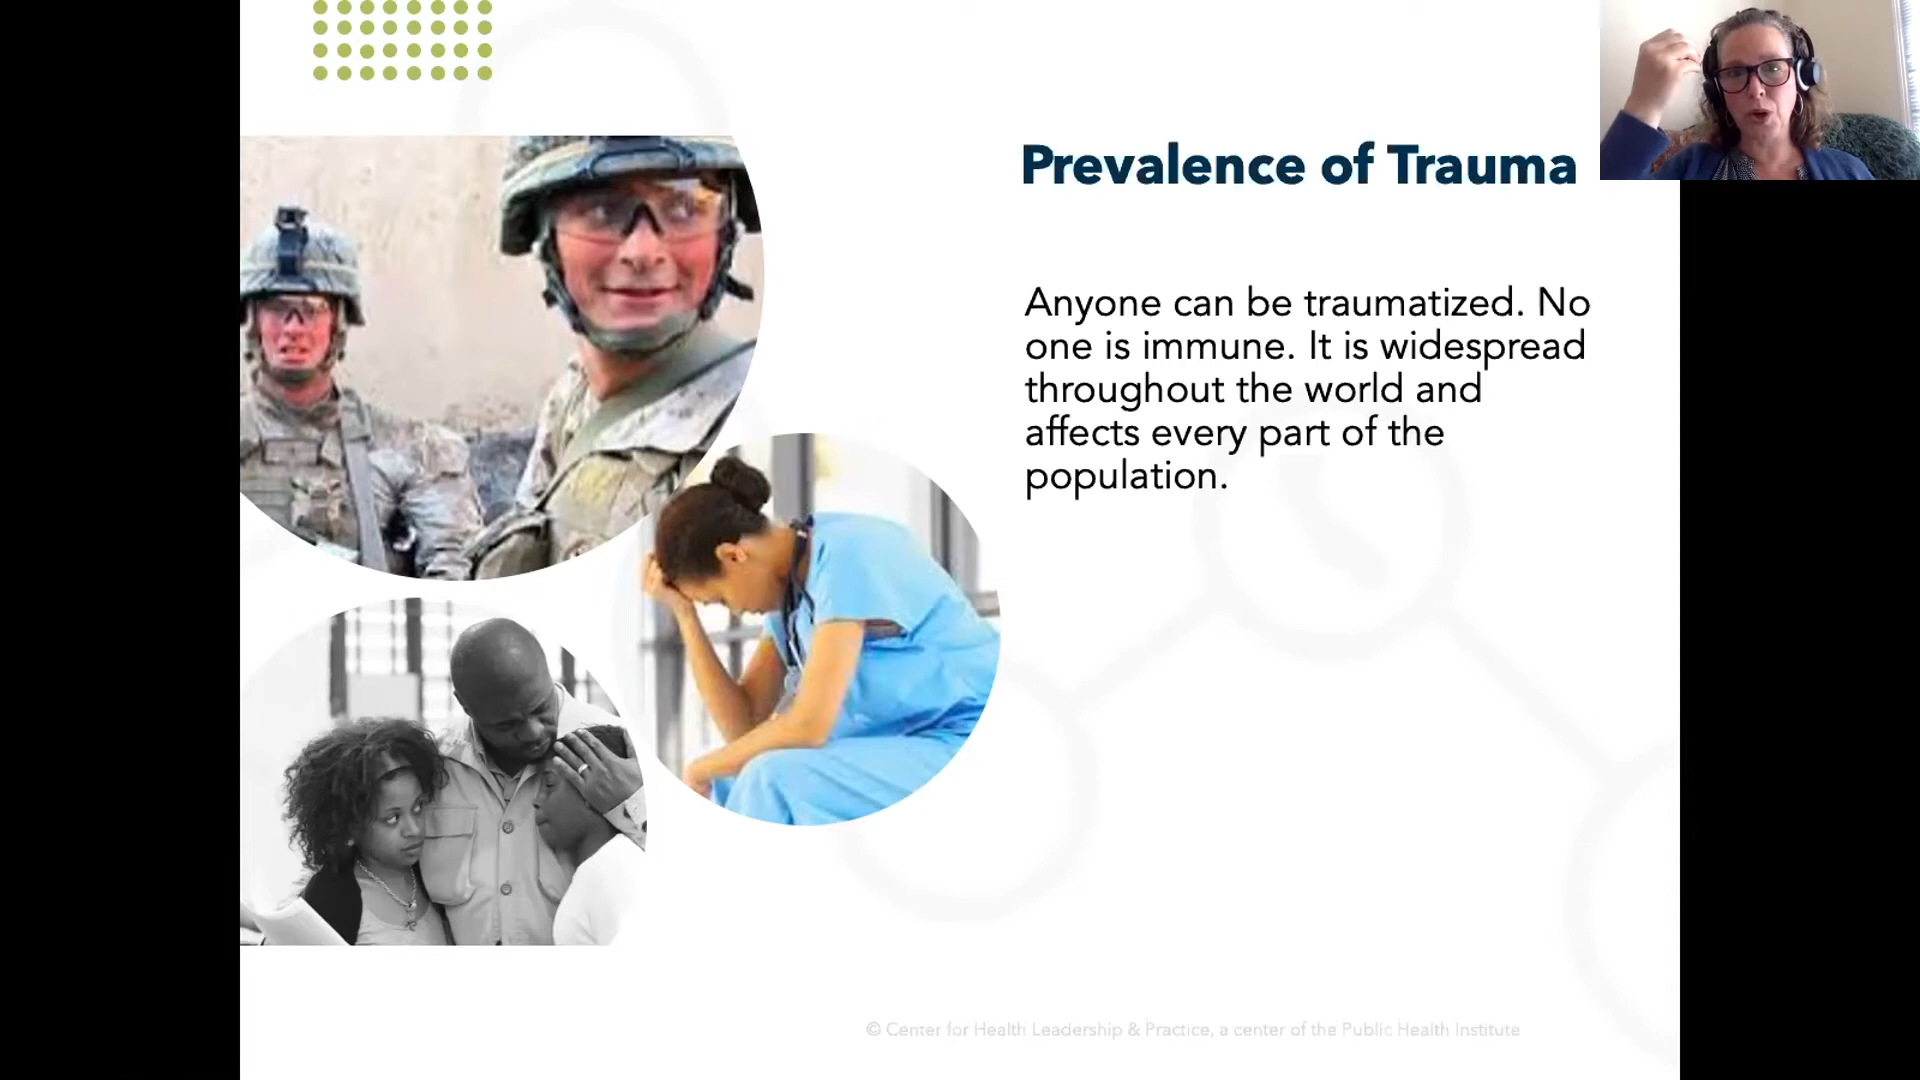 Prevalence of Trauma
Anyone can be traumatized. No
one is immune. It is widespread
throughout the world and
affects every part of the
population.
© Center for Health Leadership & Practice, a center of the Public Health Institute